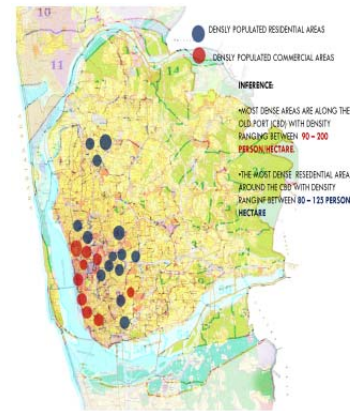 10
11
14
DENSLY POPULATED RESIDENTIAL AREAS
DENSLY POPULATED COMMERCIAL AREAS
INFERENCE:
•MOST DENSE AREAS ARE ALONG THE
OLD PORT (CBD) WITH DENSITY
RANGING BETWEEN 90 – 200
PERSON/HECTARE.
•THE MOST DENSE RESEDENTIAL AREA
AROUND THE CBD WITH DENSITY
RANGINF BETWEEN 80 – 125 PERSON
HECTARE